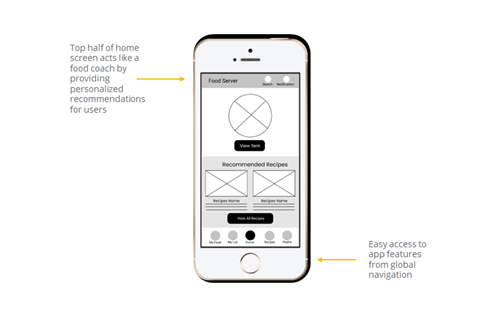 Top half of home
screen acts like a
food coach by
providing
personalized
recommendations
for users
Food Server
Search Notification
View Item
Recommended Recipes
Recipes Name Recipes Name
View All Recipes
My Food My List Home Recipes Profile
Easy access to
app features
from global
navigation